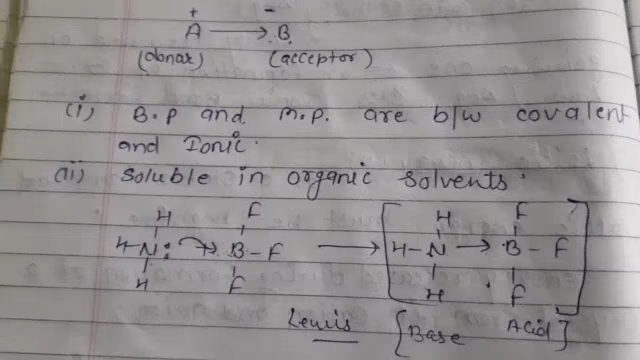 + -
A → B
(donar) (acceptor)
(i) B.P and M.P. are b/w covalent
and Ionic.
(ii) soluble in organic solvents.
H F H F
H-N: → B-F → [H-N → B-F]
H F H F
Lewis [Base Acid]